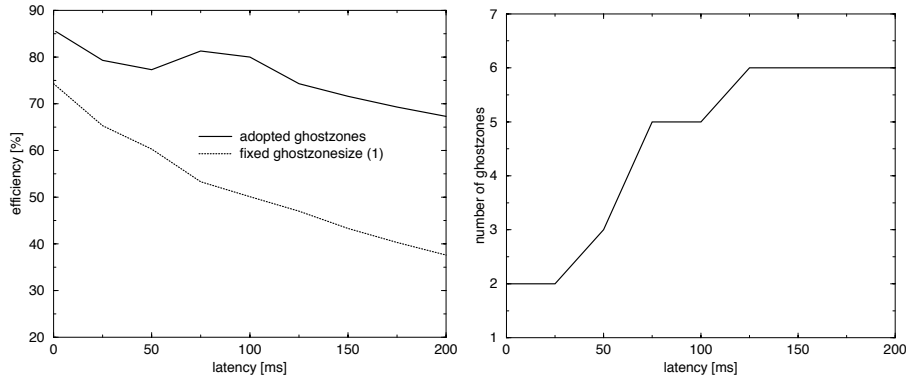 90
80
70
60
50
40
30
20
efficiency [%]
adopted ghostzones
fixed ghostzonesize (1)
0 50 100 150 200
latency [ms]
7
6
5
4
3
2
1
number of ghostzones
0 50 100 150 200
latency [ms]